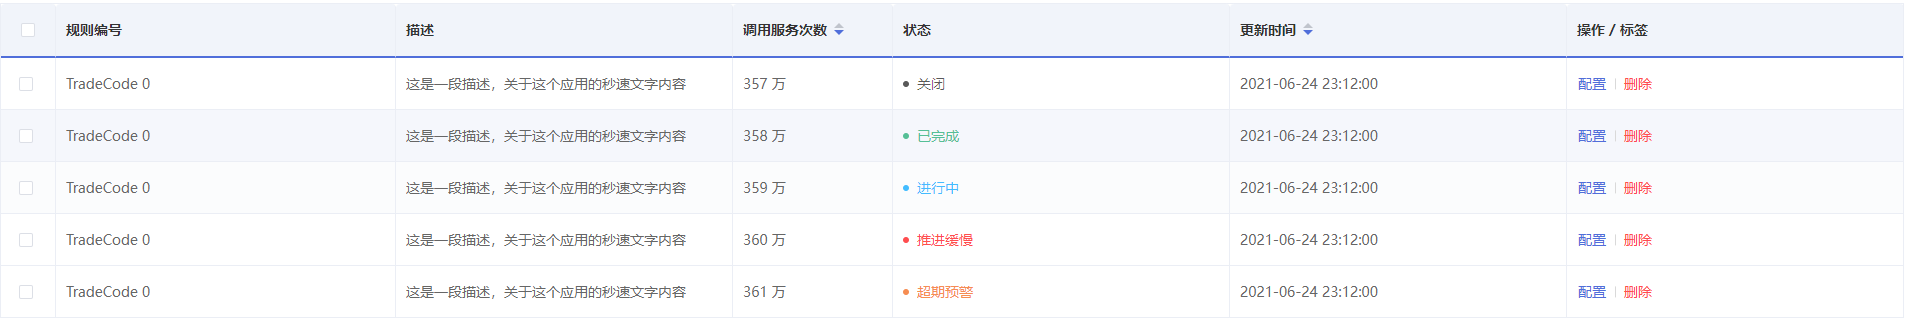 规则编号 描述 调用服务次数 状态 更新时间 操作 / 标签
TradeCode 0 这是一段描述，关于这个应用的秒速文字内容 357 万 关闭 2021-06-24 23:12:00 配置 删除
TradeCode 0 这是一段描述，关于这个应用的秒速文字内容 358 万 已完成 2021-06-24 23:12:00 配置 删除
TradeCode 0 这是一段描述，关于这个应用的秒速文字内容 359 万 进行中 2021-06-24 23:12:00 配置 删除
TradeCode 0 这是一段描述，关于这个应用的秒速文字内容 360 万 推进缓慢 2021-06-24 23:12:00 配置 删除
TradeCode 0 这是一段描述，关于这个应用的秒速文字内容 361 万 超期预警 2021-06-24 23:12:00 配置 删除